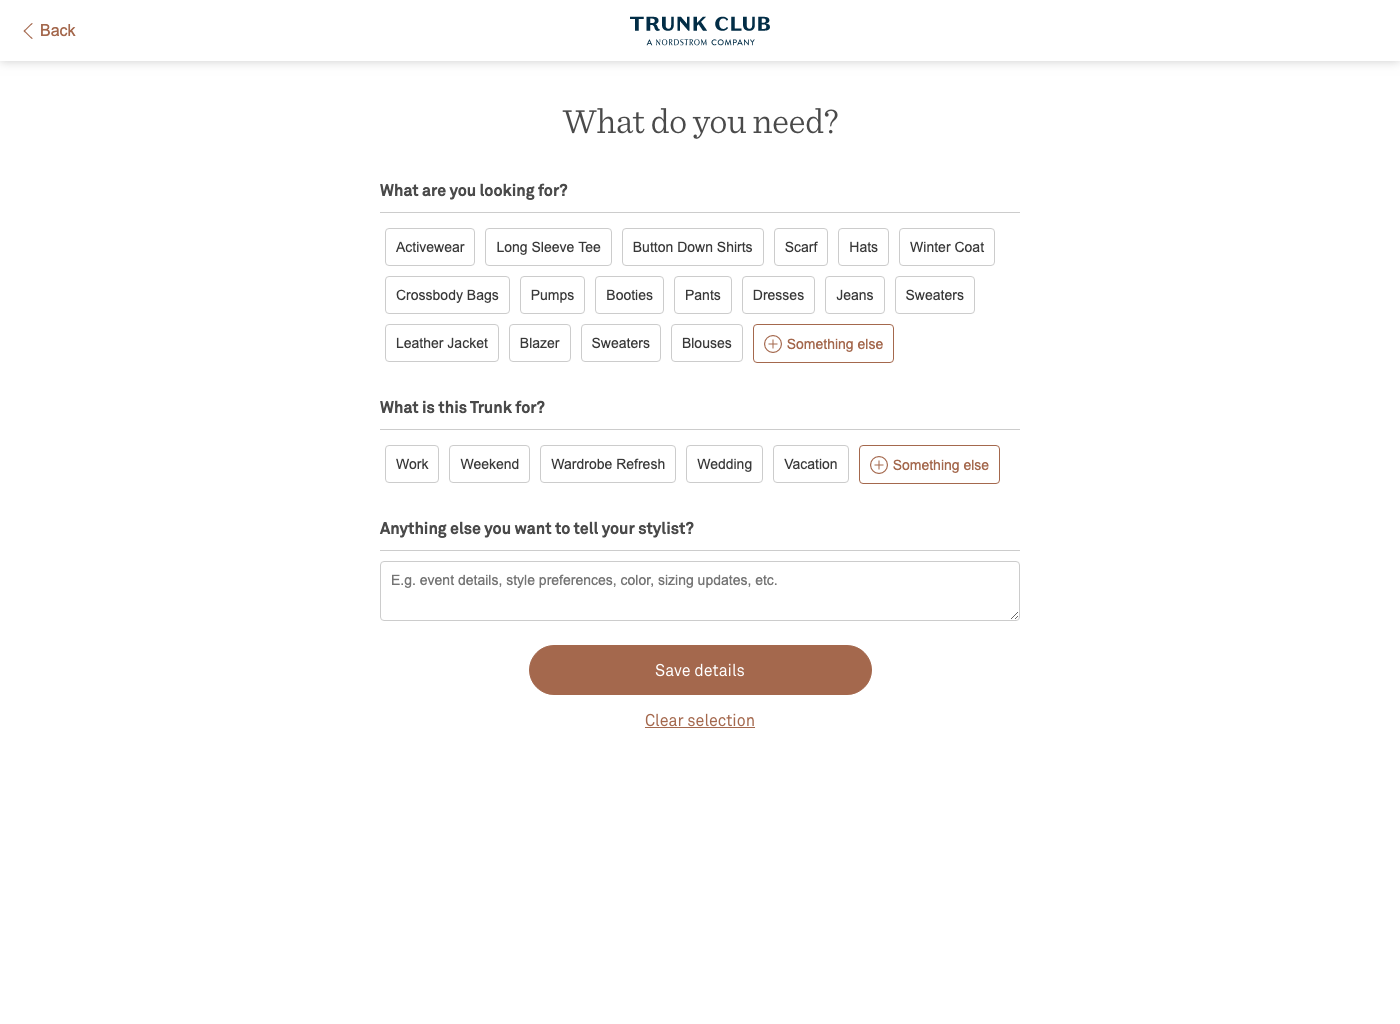 Back
TRUNK CLUB
A NORDSTROM COMPANY
What do you need?
What are you looking for?
Activewear Long Sleeve Tee Button Down Shirts Scarf Hats Winter Coat
Crossbody Bags Pumps Booties Pants Dresses Jeans Sweaters
Leather Jacket Blazer Sweaters Blouses Something else
What is this Trunk for?
Work Weekend Wardrobe Refresh Wedding Vacation Something else
Anything else you want to tell your stylist?
E.g. event details, style preferences, color, sizing updates, etc.
Save details
Clear selection